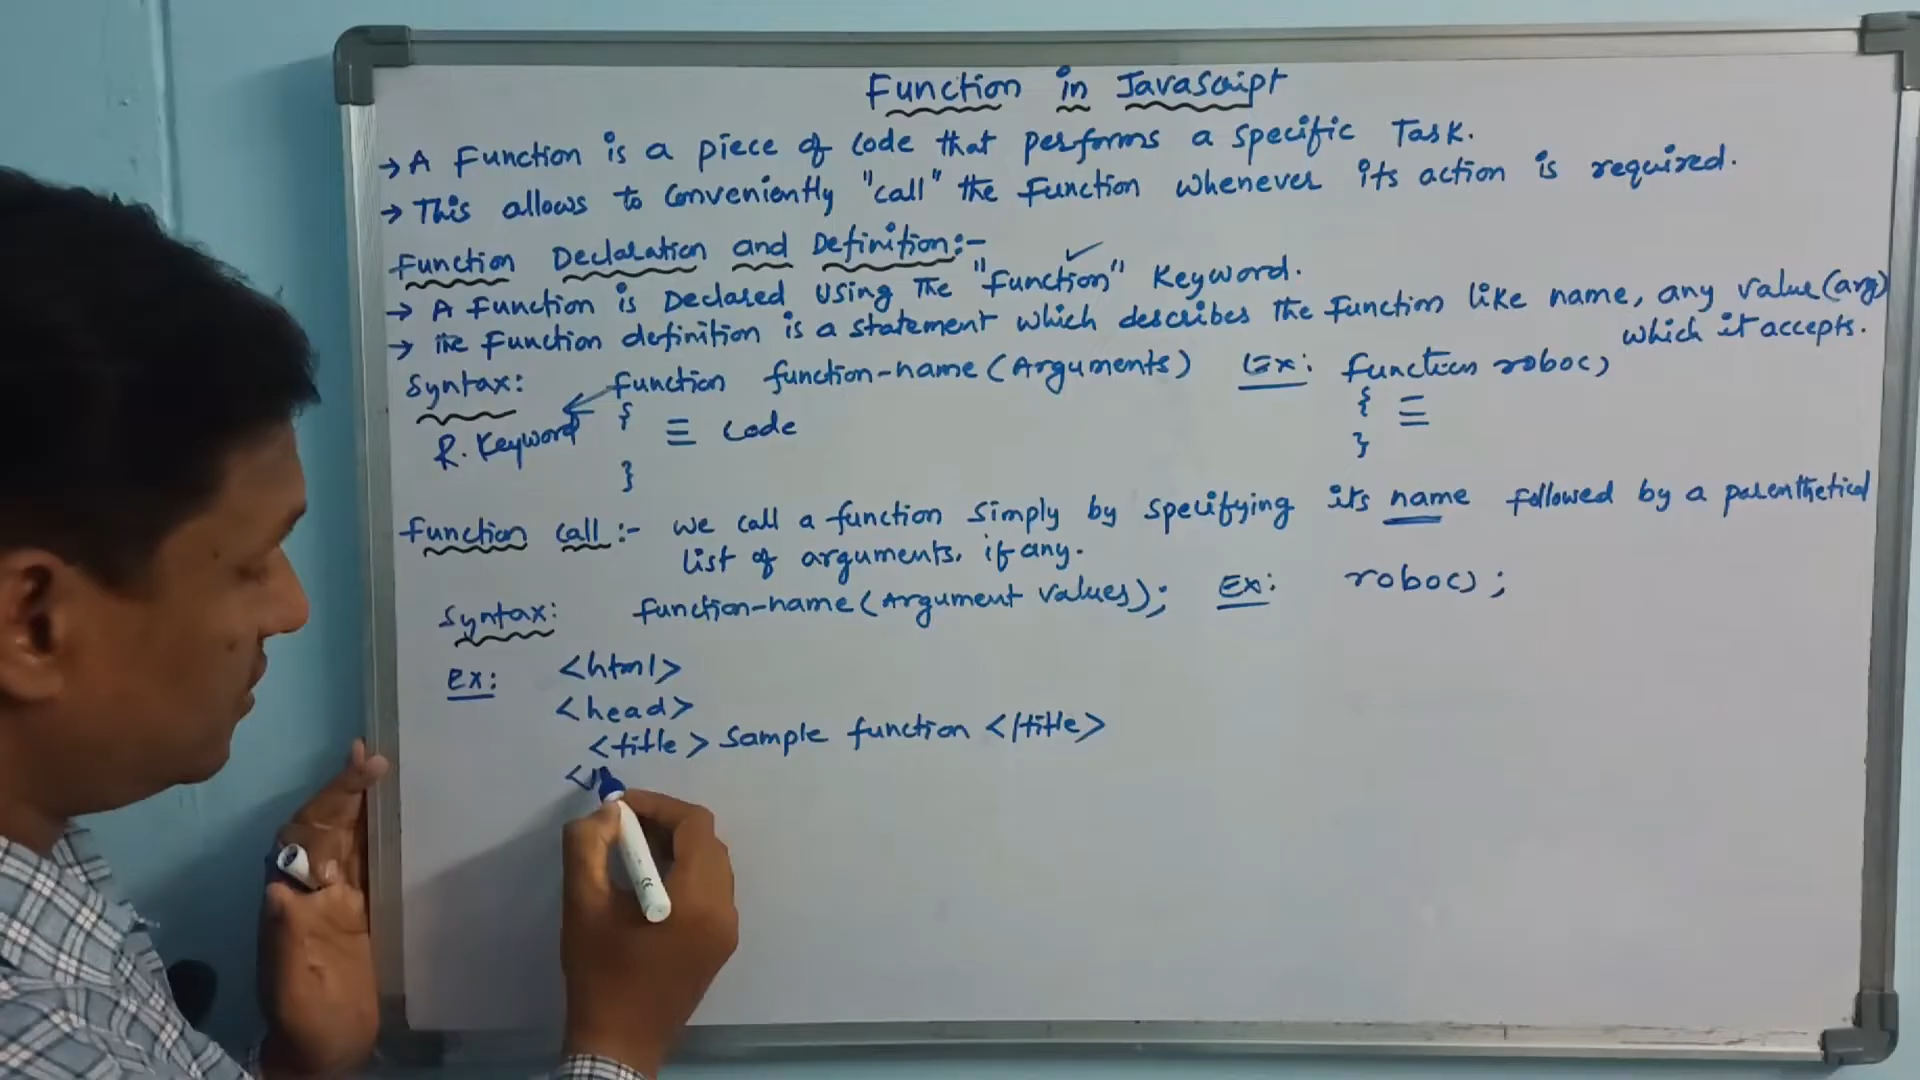 Function in JavaScript
→ A Function is a piece of code that performs a specific Task.
→ This allows to conveniently "call" the Function whenever its action is required.
Function Declaration and Definition:-
→ A Function is Declared Using The "function" Keyword.
→ The Function definition is a statement which describes the function like name, any value(arg)
which it accepts.
Syntax: function function-name(Arguments) Ex: function robo()
R. Keyword { ≡ code } { ≡ }
Function call:- we call a function simply by specifying its name followed by a parenthetical
list of arguments, if any.
Syntax: function-name(Argument values); Ex: robo();
Ex: <html>
<head>
<title> Sample function </title>
<